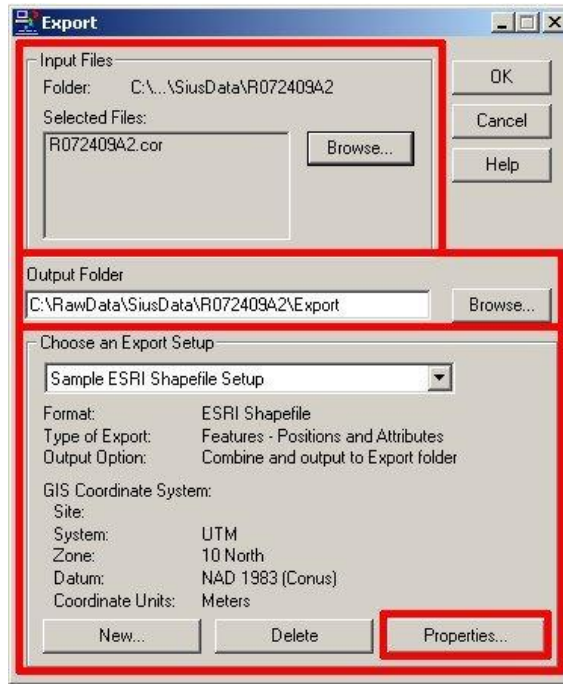 Export
Input Files
Folder: C:\...\SiusData\R072409A2
Selected Files:
R072409A2.cor
Browse...
OK
Cancel
Help
Output Folder
C:\RawData\SiusData\R072409A2\Export
Browse...
Choose an Export Setup
Sample ESRI Shapefile Setup
Format: ESRI Shapefile
Type of Export: Features - Positions and Attributes
Output Option: Combine and output to Export folder
GIS Coordinate System:
Site:
System: UTM
Zone: 10 North
Datum: NAD 1983 (Conus)
Coordinate Units: Meters
New... Delete Properties...